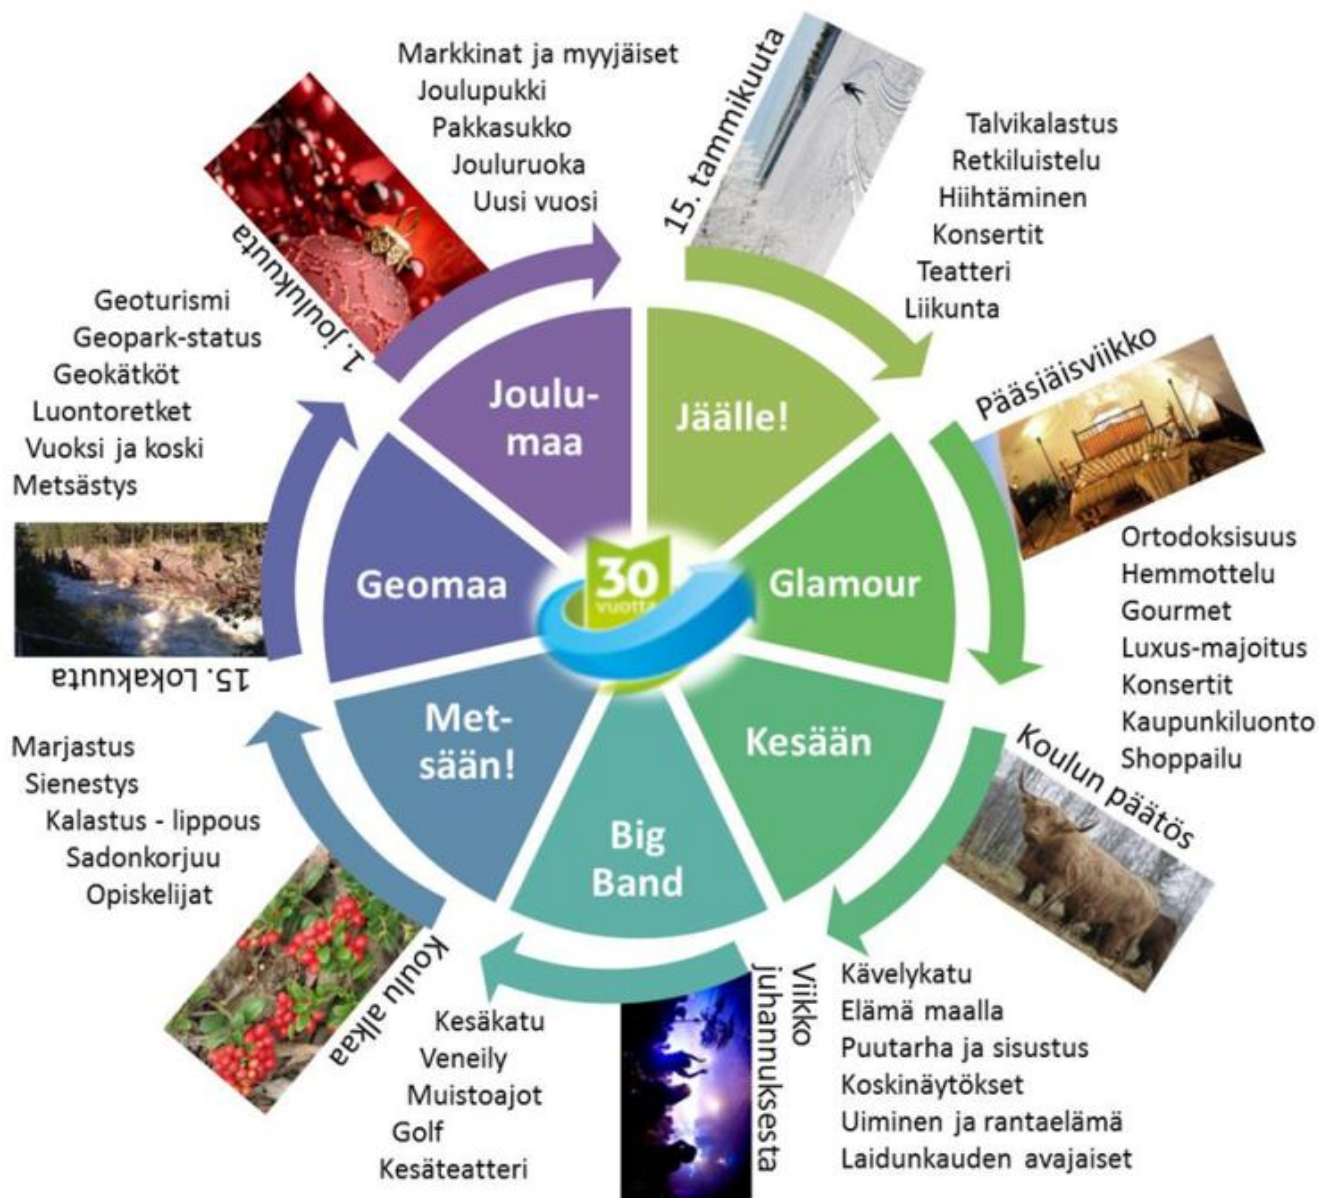 Markkinat ja myyjäiset
Joulupukki
Pakkasukko
Jouluruoka
Uusi vuosi
15. tammikuuta
Talvikalastus
Retkiluistelu
Hiihtäminen
Konsertit
Teatteri
Liikunta
Pääsiäisviikko
Ortodoksisuus
Hemmottelu
Gourmet
Luxus-majoitus
Konsertit
Kaupunkiluonto
Shoppailu
Koulun päätös
Kävelykatu
Elämä maalla
Puutarha ja sisustus
Koskinäytökset
Uiminen ja rantaelämä
Laidunkauden avajaiset
Viikko
juhannuksesta
Kesäkatu
Veneily
Muistoajot
Golf
Kesäteatteri
Koulu alkaa
Marjastus
Sienestys
Kalastus - lippous
Sadonkorjuu
Opiskelijat
15. Lokakuuta
Geoturismi
Geopark-status
Geokätköt
Luontoretket
Vuoksi ja koski
Metsästys
1. joulukuuta
Joulu-
maa
Jäälle!
Glamour
Kesään
Big
Band
Met-
sään!
Geomaa
30
vuotta